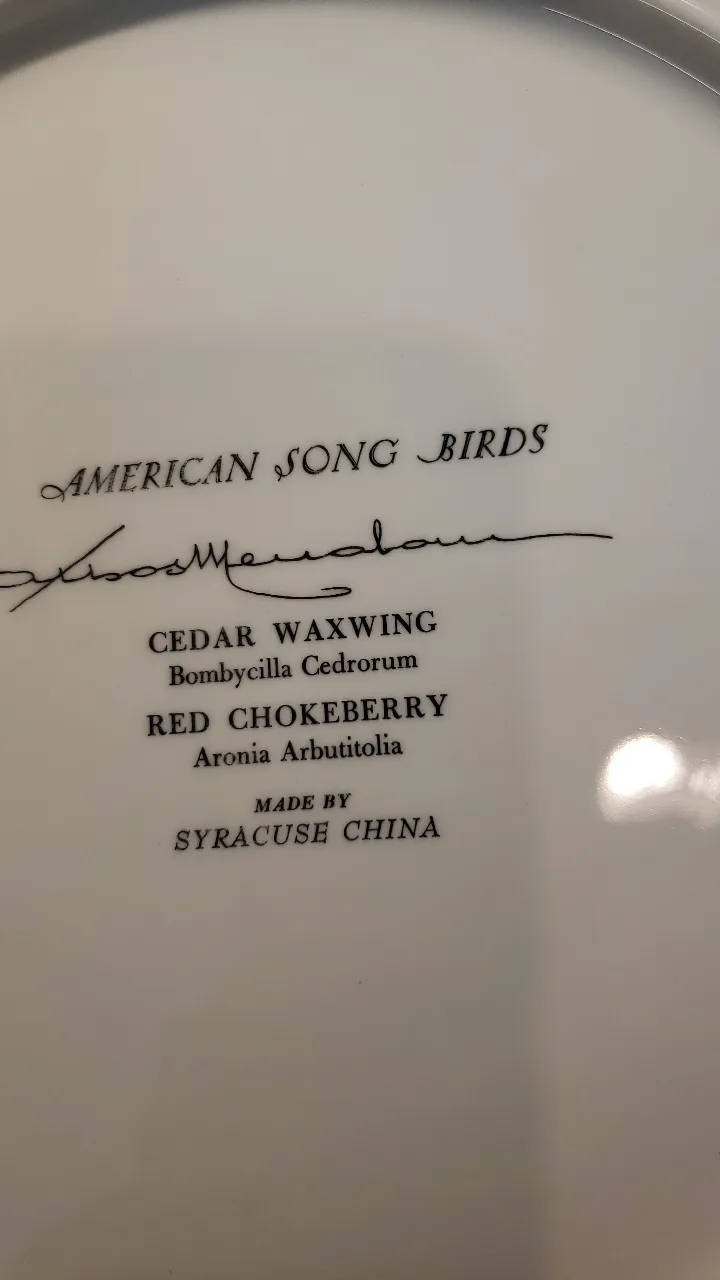 AMERICAN SONG BIRDS
CEDAR WAXWING
Bombycilla Cedrorum
RED CHOKEBERRY
Aronia Arbutitolia
MADE BY
SYRACUSE CHINA